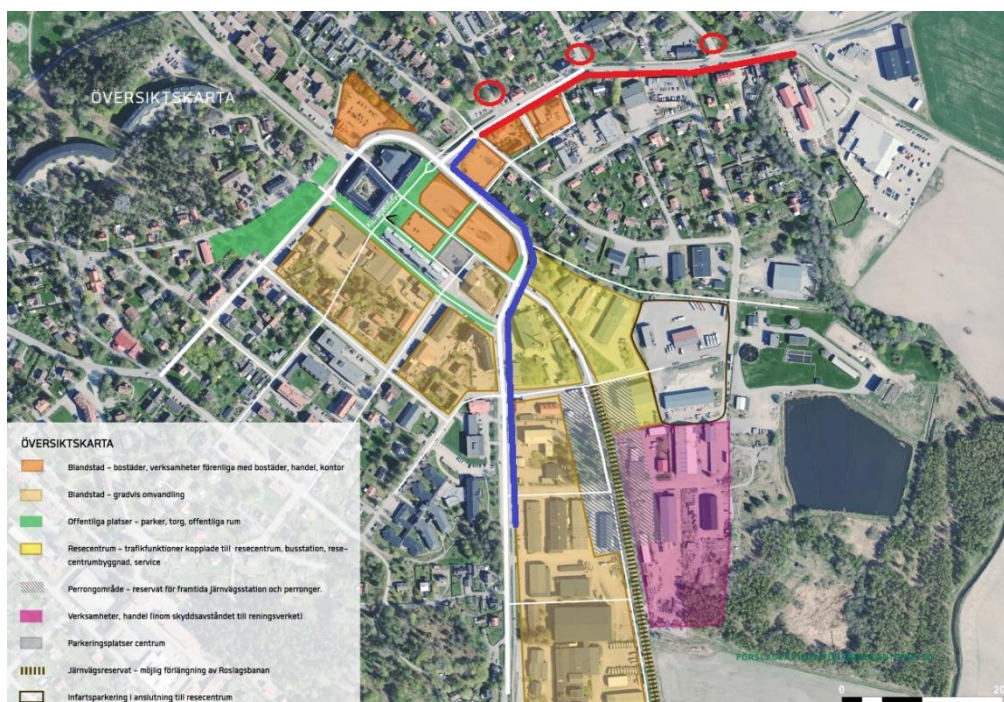 ÖVERSIKTSKARTA
ÖVERSIKTSKARTA
Blandstad – bostäder, verksamheter förenliga med bostäder, handel, kontor
Blandstad – gradvis omvandling
Offentliga platser – parker, torg, offentliga rum
Resecentrum – trafikfunktioner kopplade till resecentrum, busstation, rese-
centrumbyggnad, service
Perrongområde – reservat för framtida järnvägsstation och perronger.
Verksamheter, handel (inom skyddsavståndet till reningsverket)
Parkeringsplatser centrum
Järnvägsreservat – möjlig förlängning av Roslagsbanan
Infartsparkering i anslutning till resecentrum
0
20